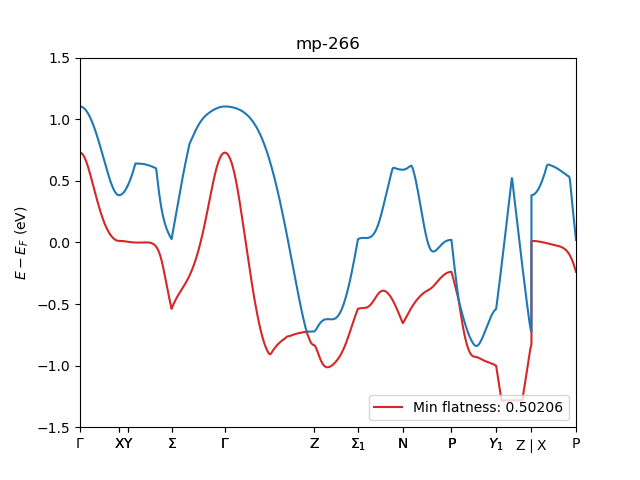 mp-266
E − E_F (eV)
1.5
1.0
0.5
0.0
−0.5
−1.0
−1.5
Min flatness: 0.50206
Γ XY Σ Γ Z Σ₁ N P Y₁ Z | X P